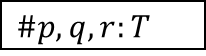 #p, q, r: T